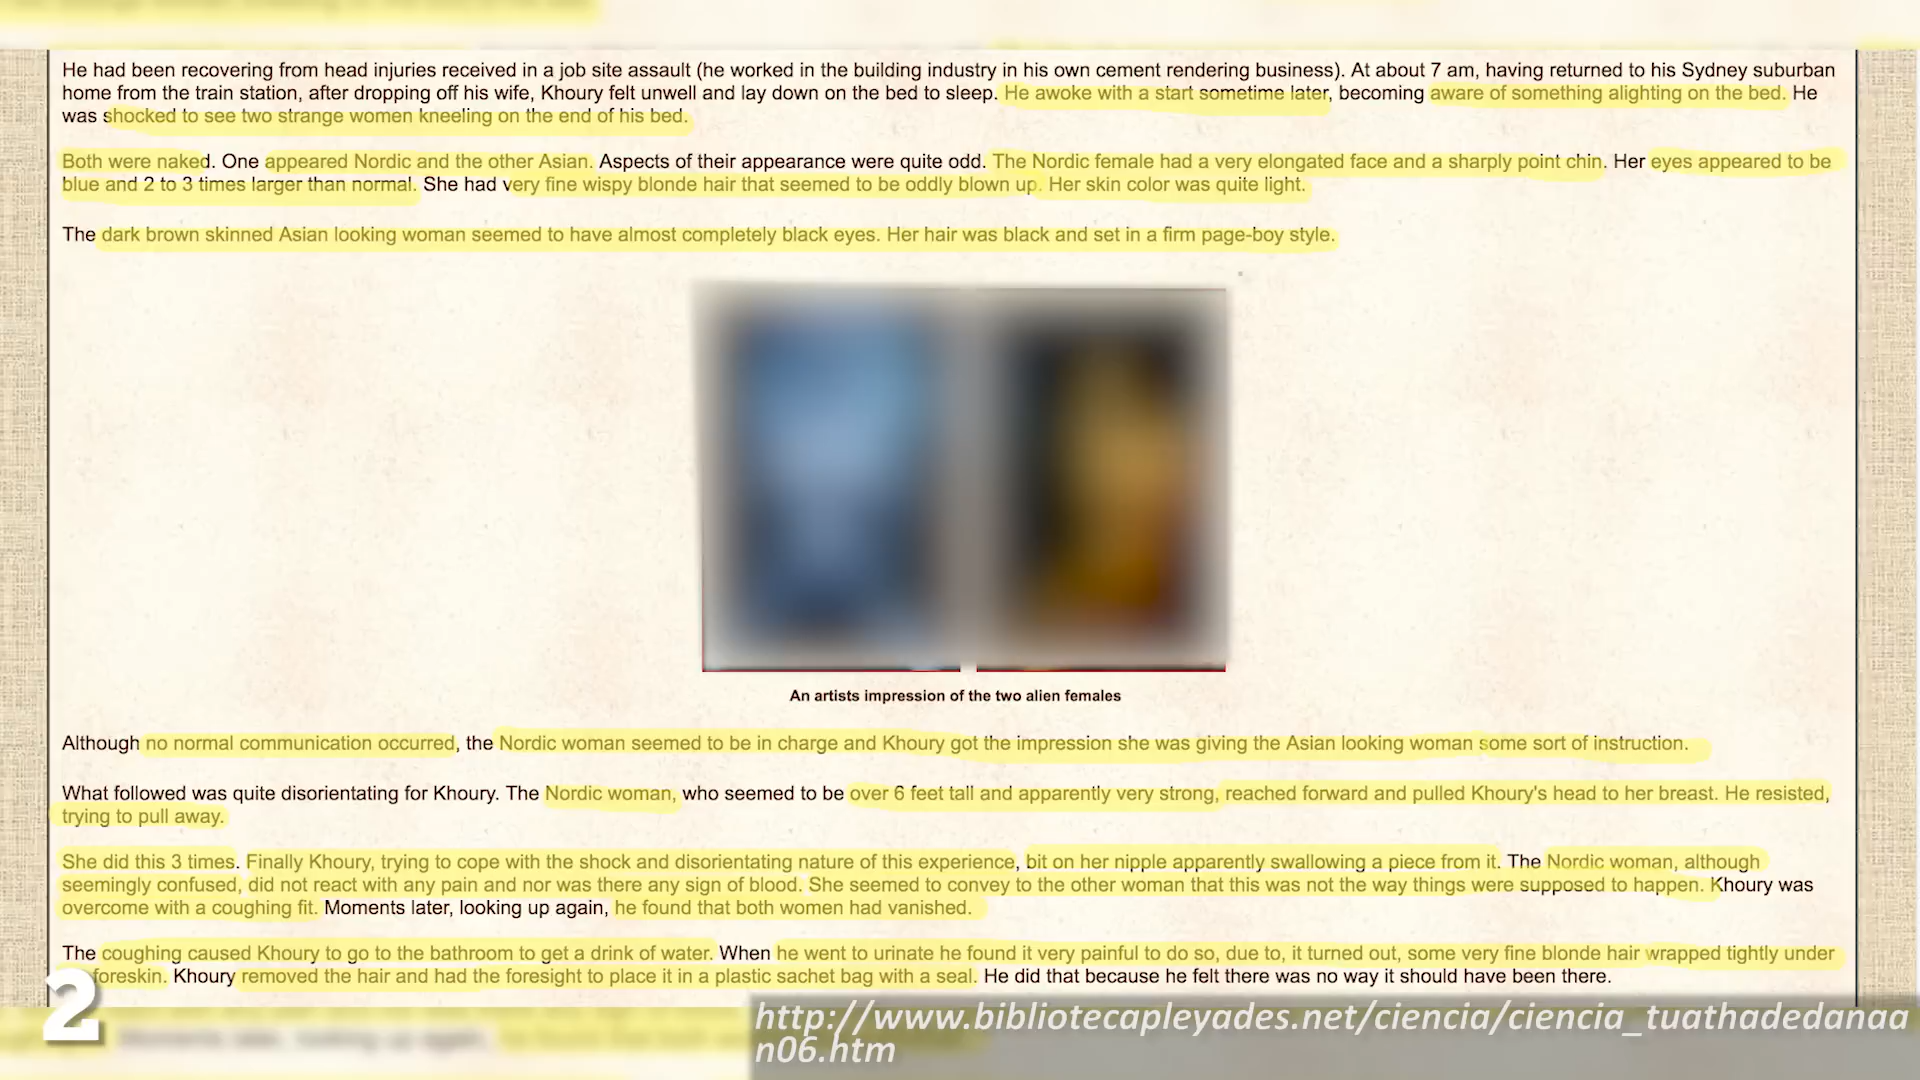 He had been recovering from head injuries received in a job site assault (he worked in the building industry in his own cement rendering business). At about 7 am, having returned to his Sydney suburban
home from the train station, after dropping off his wife, Khoury felt unwell and lay down on the bed to sleep. He awoke with a start sometime later, becoming aware of something alighting on the bed. He
was shocked to see two strange women kneeling on the end of his bed.
Both were naked. One appeared Nordic and the other Asian. Aspects of their appearance were quite odd. The Nordic female had a very elongated face and a sharply point chin. Her eyes appeared to be
blue and 2 to 3 times larger than normal. She had very fine wispy blonde hair that seemed to be oddly blown up. Her skin color was quite light.
The dark brown skinned Asian looking woman seemed to have almost completely black eyes. Her hair was black and set in a firm page-boy style.
An artists impression of the two alien females
Although no normal communication occurred, the Nordic woman seemed to be in charge and Khoury got the impression she was giving the Asian looking woman some sort of instruction.
What followed was quite disorientating for Khoury. The Nordic woman, who seemed to be over 6 feet tall and apparently very strong, reached forward and pulled Khoury's head to her breast. He resisted,
trying to pull away.
She did this 3 times. Finally Khoury, trying to cope with the shock and disorientating nature of this experience, bit on her nipple apparently swallowing a piece from it. The Nordic woman, although
seemingly confused, did not react with any pain and nor was there any sign of blood. She seemed to convey to the other woman that this was not the way things were supposed to happen. Khoury was
overcome with a coughing fit. Moments later, looking up again, he found that both women had vanished.
The coughing caused Khoury to go to the bathroom to get a drink of water. When he went to urinate he found it very painful to do so, due to, it turned out, some very fine blonde hair wrapped tightly under
foreskin. Khoury removed the hair and had the foresight to place it in a plastic sachet bag with a seal. He did that because he felt there was no way it should have been there.
2
http://www.bibliotecapleyades.net/ciencia/ciencia_tuathadedanaa
n06.htm